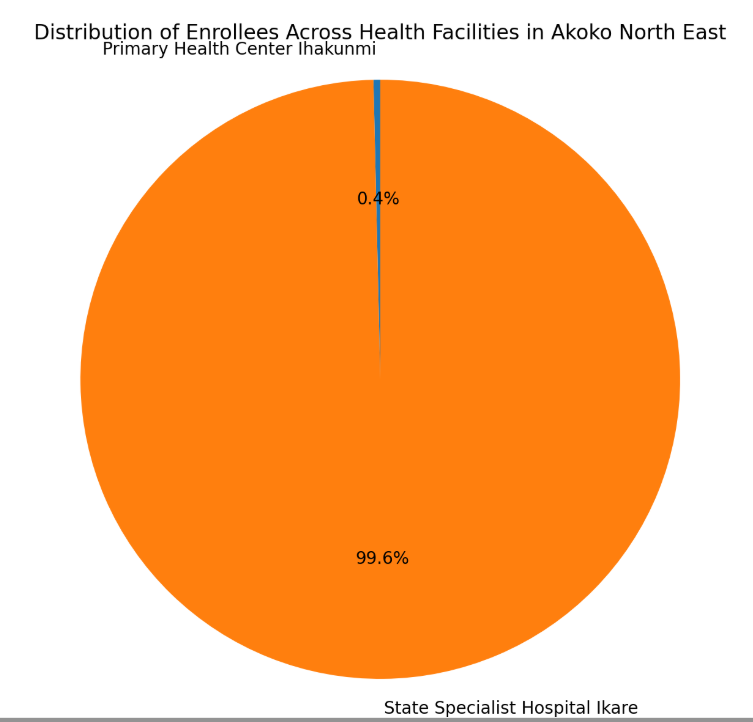 Distribution of Enrollees Across Health Facilities in Akoko North East
Primary Health Center Ihakunmi
0.4%
99.6%
State Specialist Hospital Ikare